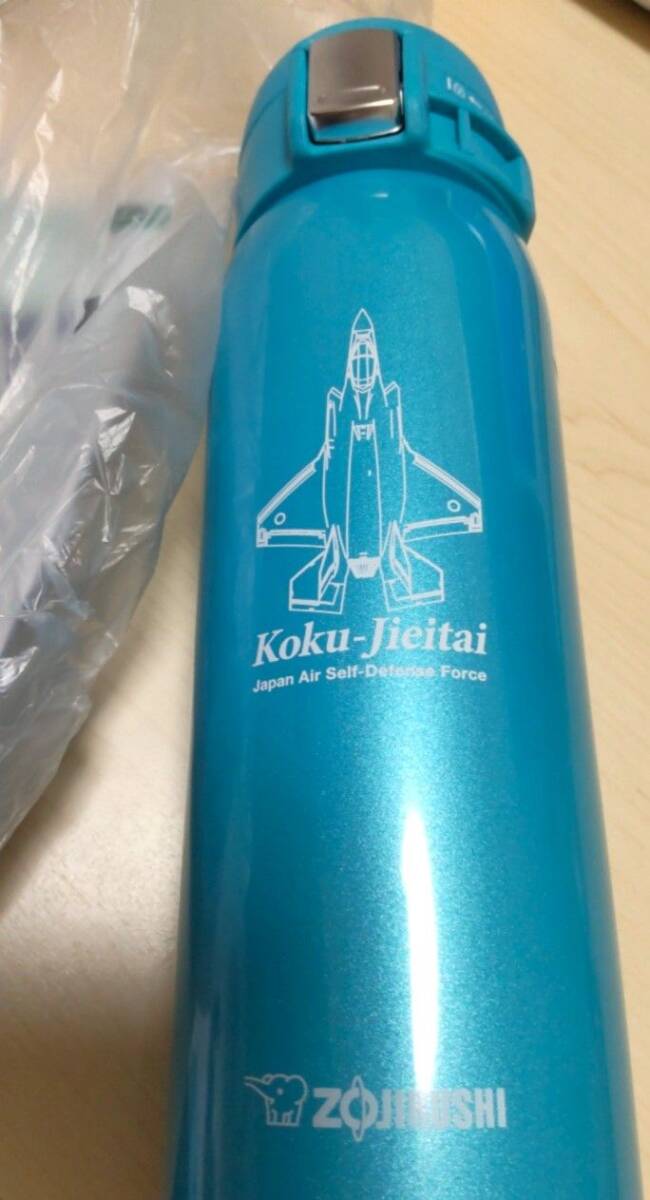 Koku-Jieitai
Japan Air Self-Defense Force
ZOJIRUSHI